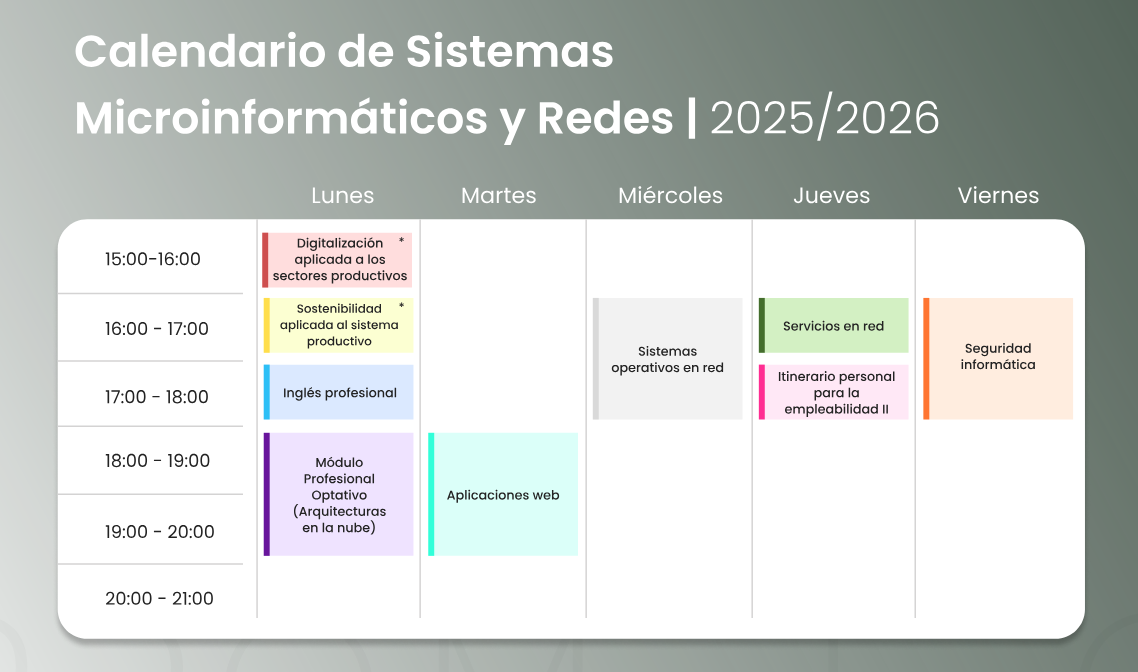 Calendario de Sistemas
Microinformáticos y Redes | 2025/2026
Lunes
Martes
Miércoles
Jueves
Viernes
15:00-16:00
Digitalización *
aplicada a los
sectores productivos
16:00 - 17:00
Sostenibilidad *
aplicada al sistema
productivo
Sistemas
operativos en red
Servicios en red
Seguridad
informática
17:00 - 18:00
Inglés profesional
Itinerario personal
para la
empleabilidad II
18:00 - 19:00
Módulo
Profesional
Optativo
(Arquitecturas
en la nube)
Aplicaciones web
19:00 - 20:00
20:00 - 21:00